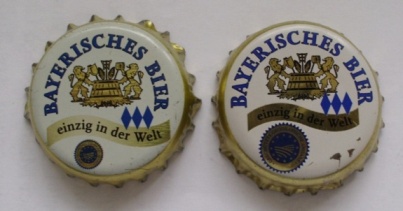 BAYERISCHES BIER
einzig in der Welt
BAYERISCHES BIER
einzig in der Welt